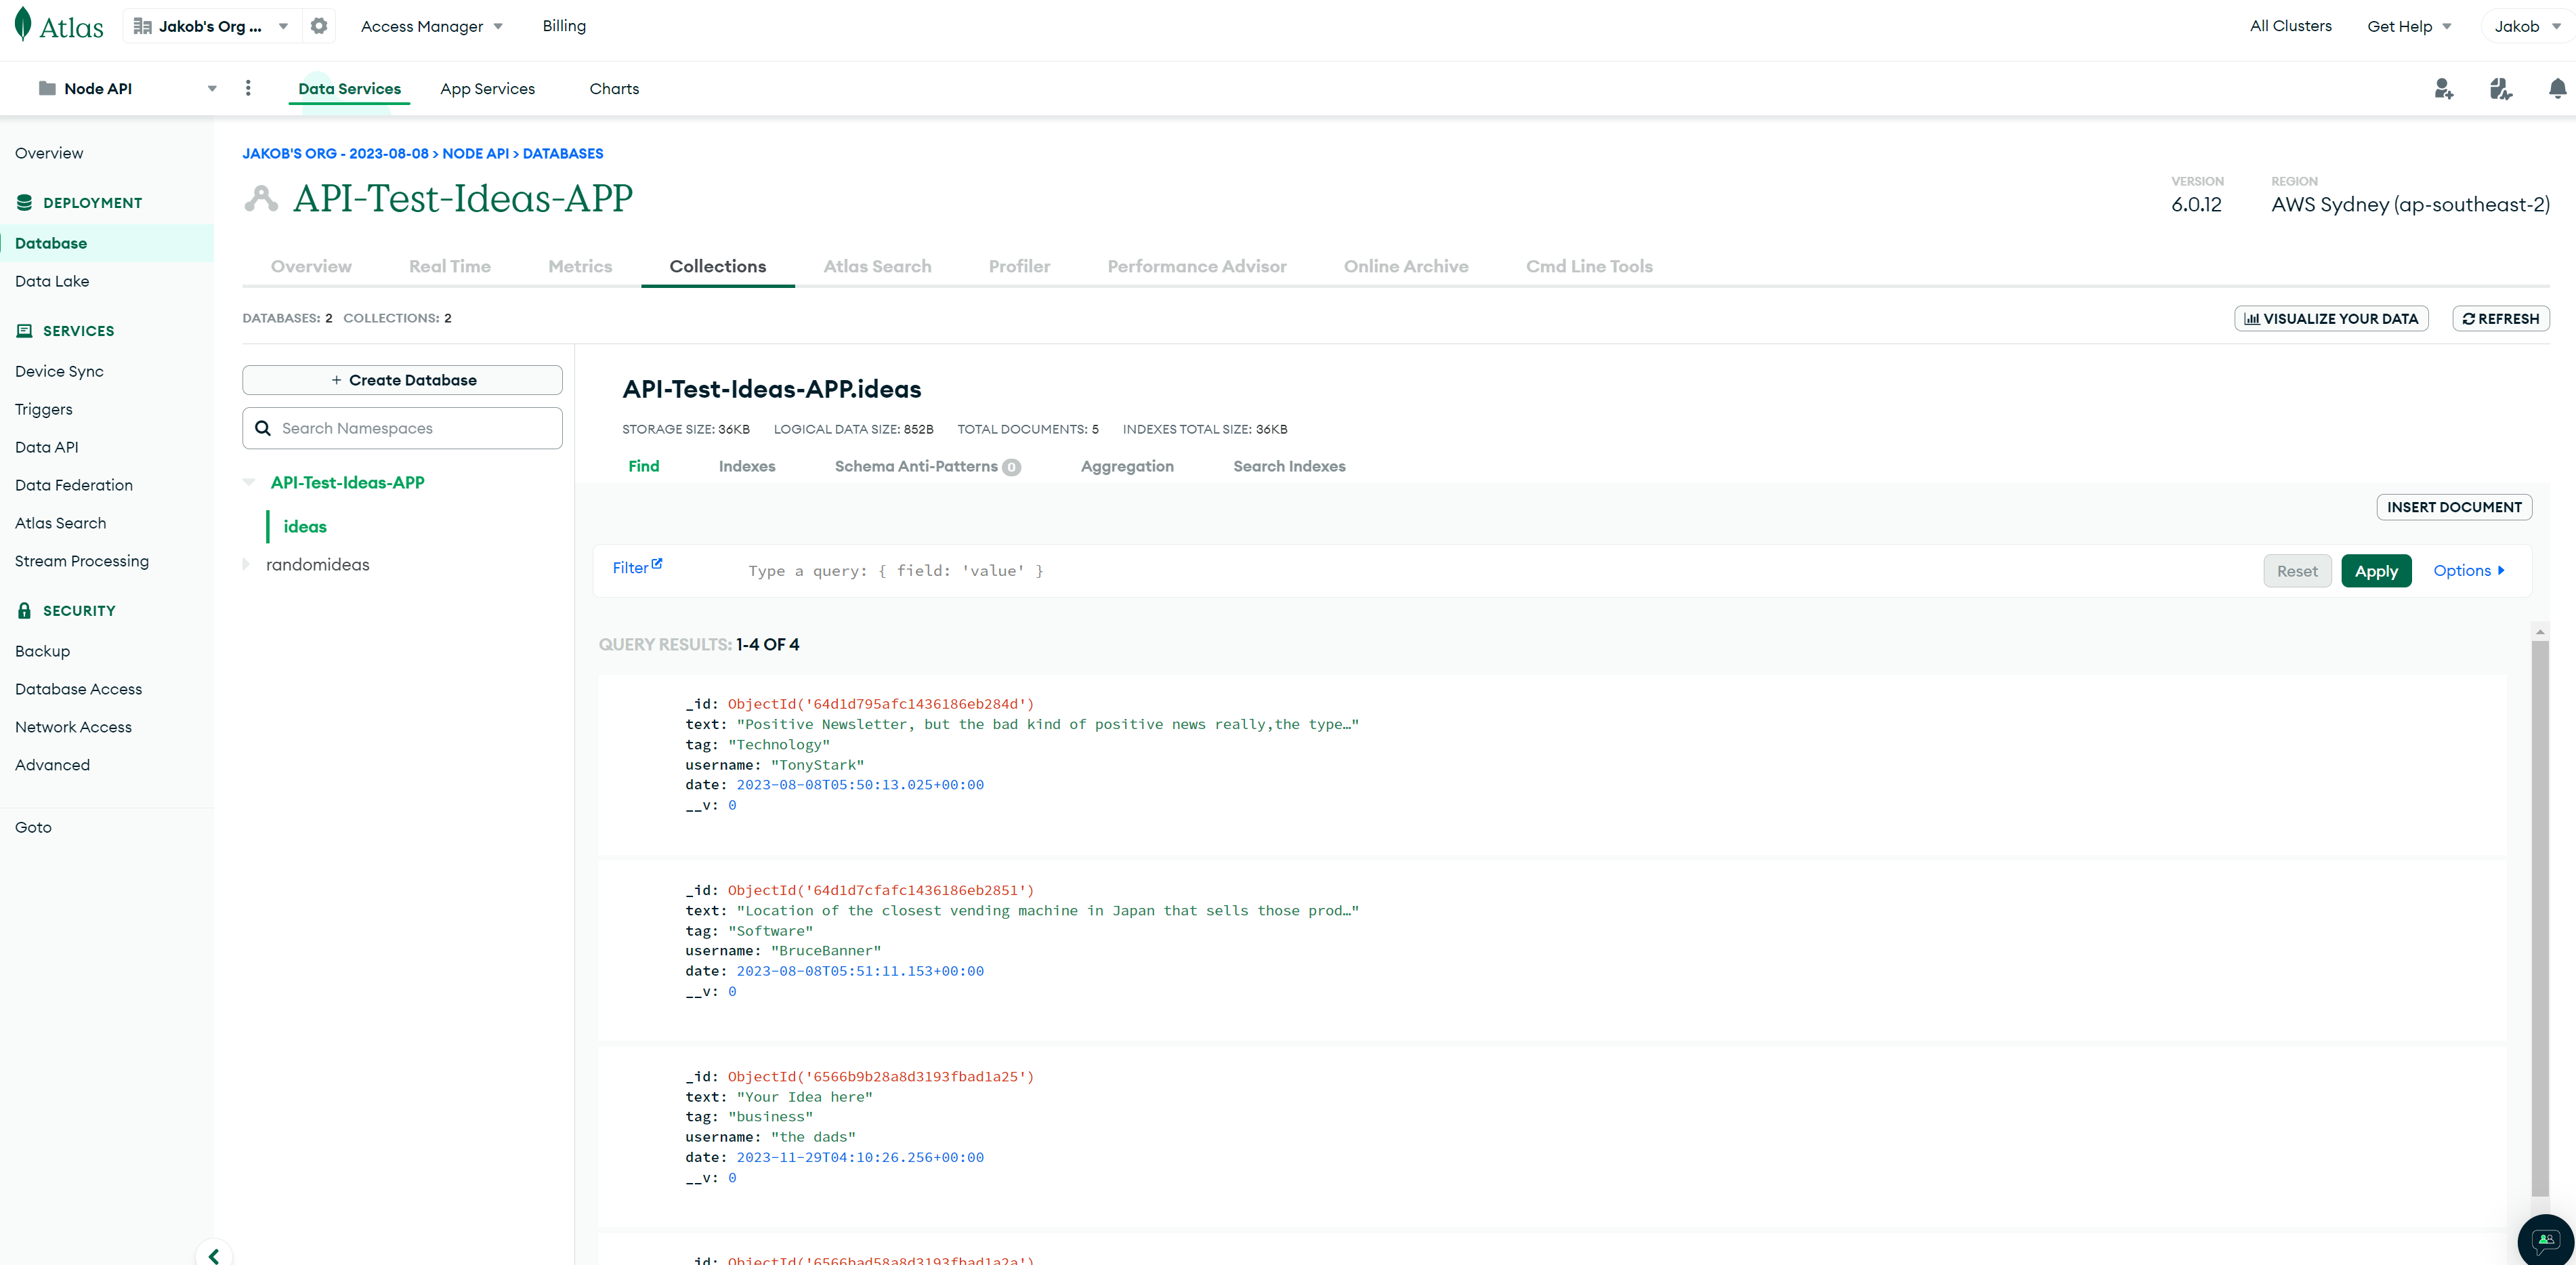 Atlas
Jakob's Org ...
Access Manager
Billing
All Clusters
Get Help
Jakob
Node API
Data Services
App Services
Charts
Overview
DEPLOYMENT
Database
Data Lake
SERVICES
Device Sync
Triggers
Data API
Data Federation
Atlas Search
Stream Processing
SECURITY
Backup
Database Access
Network Access
Advanced
Goto
JAKOB'S ORG - 2023-08-08 > NODE API > DATABASES
API-Test-Ideas-APP
VERSION
6.0.12
REGION
AWS Sydney (ap-southeast-2)
Overview
Real Time
Metrics
Collections
Atlas Search
Profiler
Performance Advisor
Online Archive
Cmd Line Tools
DATABASES: 2 COLLECTIONS: 2
VISUALIZE YOUR DATA
REFRESH
+ Create Database
Search Namespaces
API-Test-Ideas-APP
ideas
randomideas
API-Test-Ideas-APP.ideas
STORAGE SIZE: 36KB LOGICAL DATA SIZE: 852B TOTAL DOCUMENTS: 5 INDEXES TOTAL SIZE: 36KB
Find
Indexes
Schema Anti-Patterns 0
Aggregation
Search Indexes
INSERT DOCUMENT
Filter
Type a query: { field: 'value' }
Reset
Apply
Options
QUERY RESULTS: 1-4 OF 4
_id: ObjectId('64d1d795afc1436186eb284d')
text: "Positive Newsletter, but the bad kind of positive news really,the type…"
tag: "Technology"
username: "TonyStark"
date: 2023-08-08T05:50:13.025+00:00
__v: 0
_id: ObjectId('64d1d7cfafc1436186eb2851')
text: "Location of the closest vending machine in Japan that sells those prod…"
tag: "Software"
username: "BruceBanner"
date: 2023-08-08T05:51:11.153+00:00
__v: 0
_id: ObjectId('6566b9b28a8d3193fbad1a25')
text: "Your Idea here"
tag: "business"
username: "the dads"
date: 2023-11-29T04:10:26.256+00:00
__v: 0
_id: ObjectId('6566bad58a8d3193fbad1a2a')